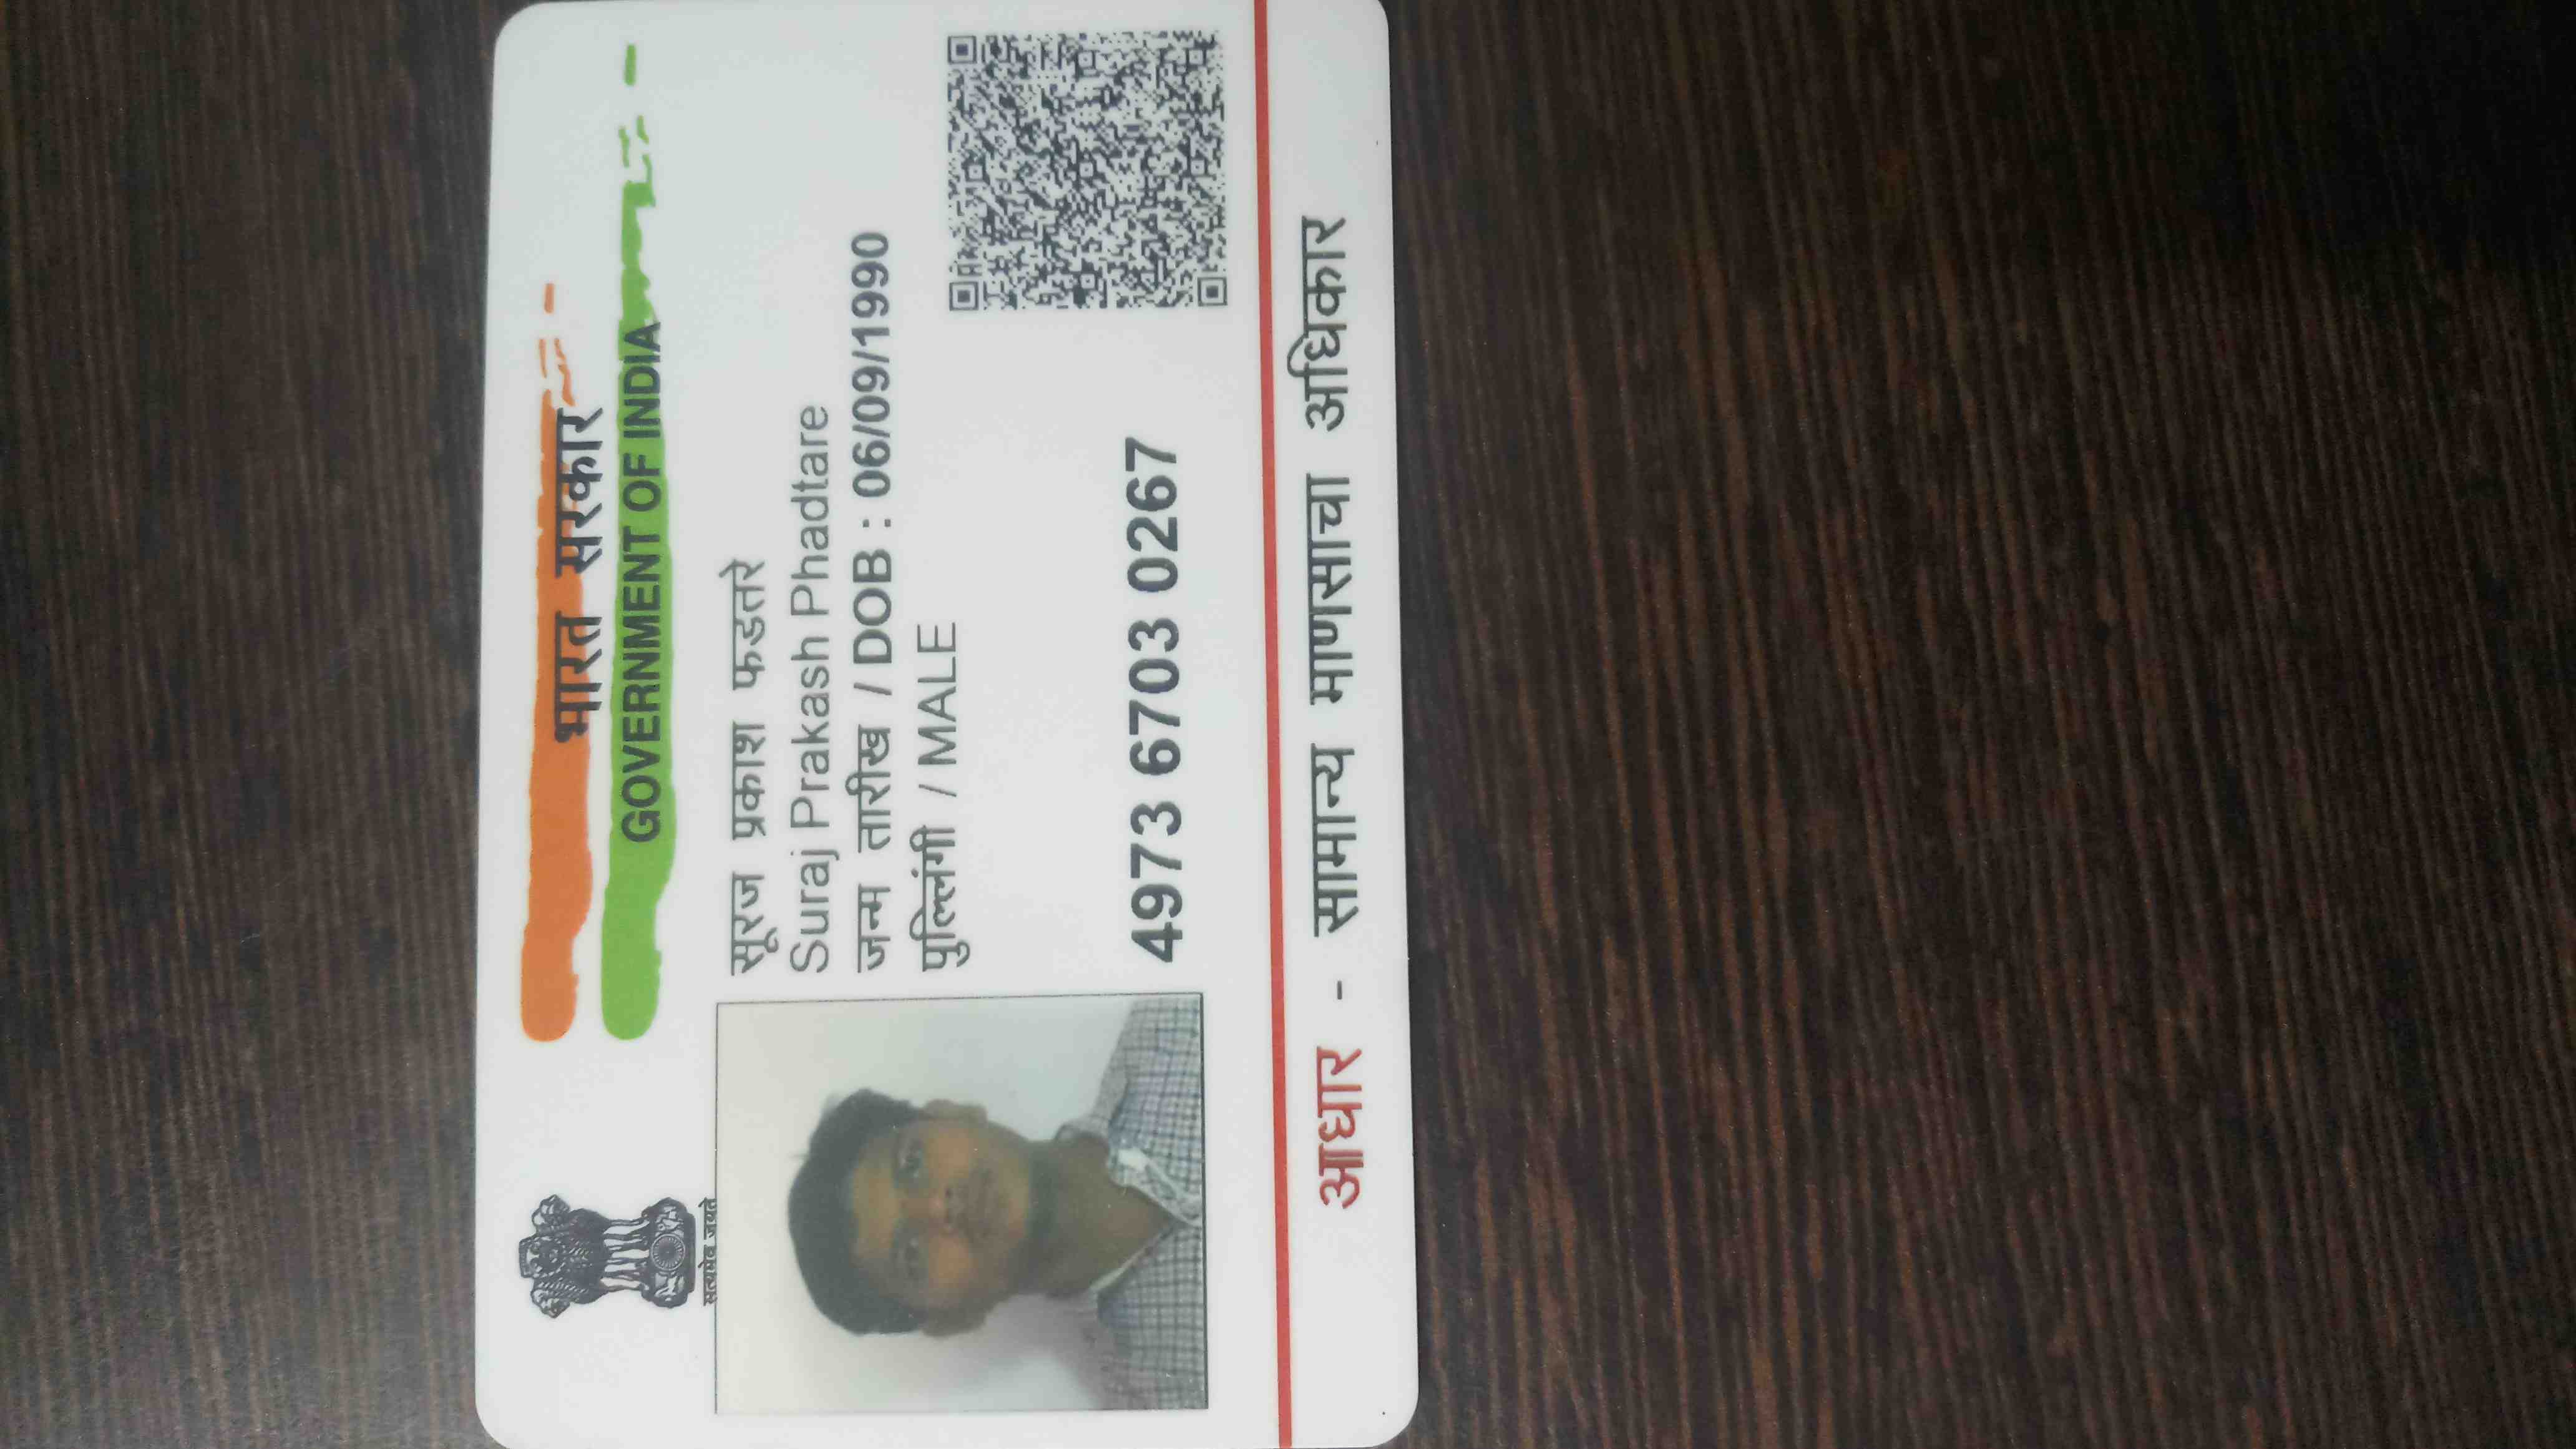 भारत सरकार
GOVERNMENT OF INDIA
सत्यमेव जयते
सूरज प्रकाश फडतरे
Suraj Prakash Phadtare
जन्म तारीख / DOB : 06/09/1990
पुल्लिंगी / MALE
4973 6703 0267
आधार - सामान्य माणसाचा अधिकार